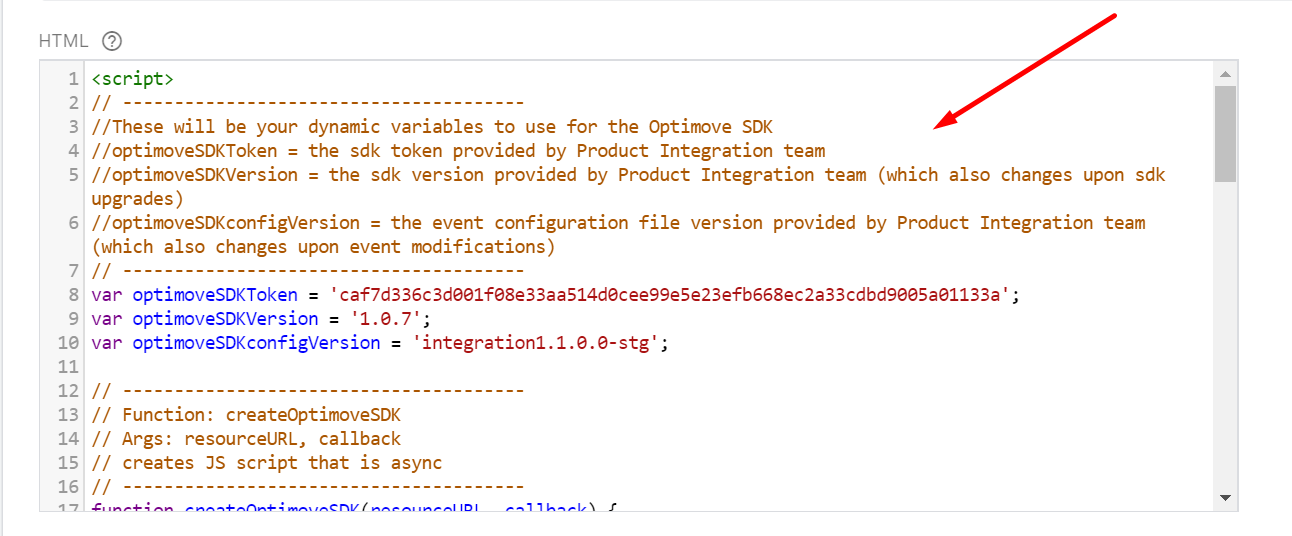 HTML ?
1 <script>
2 // ---------------------------------------
3 //These will be your dynamic variables to use for the Optimove SDK
4 //optimoveSDKToken = the sdk token provided by Product Integration team
5 //optimoveSDKVersion = the sdk version provided by Product Integration team (which also changes upon sdk
upgrades)
6 //optimoveSDKconfigVersion = the event configuration file version provided by Product Integration team
(which also changes upon event modifications)
7 // ---------------------------------------
8 var optimoveSDKToken = 'caf7d336c3d001f08e33aa514d0cee99e5e23efb668ec2a33cdbd9005a01133a';
9 var optimoveSDKVersion = '1.0.7';
10 var optimoveSDKconfigVersion = 'integration1.1.0.0-stg';
11
12 // ---------------------------------------
13 // Function: createOptimoveSDK
14 // Args: resourceURL, callback
15 // creates JS script that is async
16 // ---------------------------------------
17 function createOptimoveSDK(resourceURL, callback) {